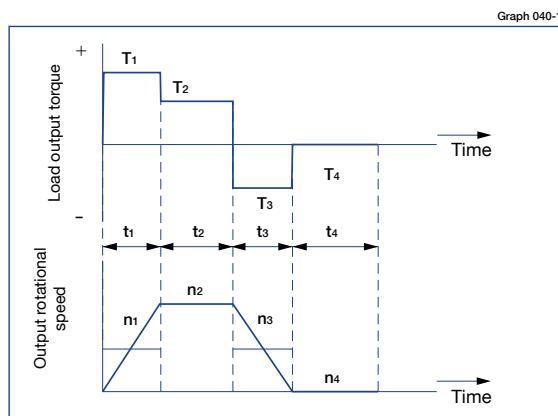 Graph 040-1
+
Load output torque
-
T1
T2
T3
T4
Time
t1 t2 t3 t4
Output rotational
speed
n1
n2
n3
n4
Time